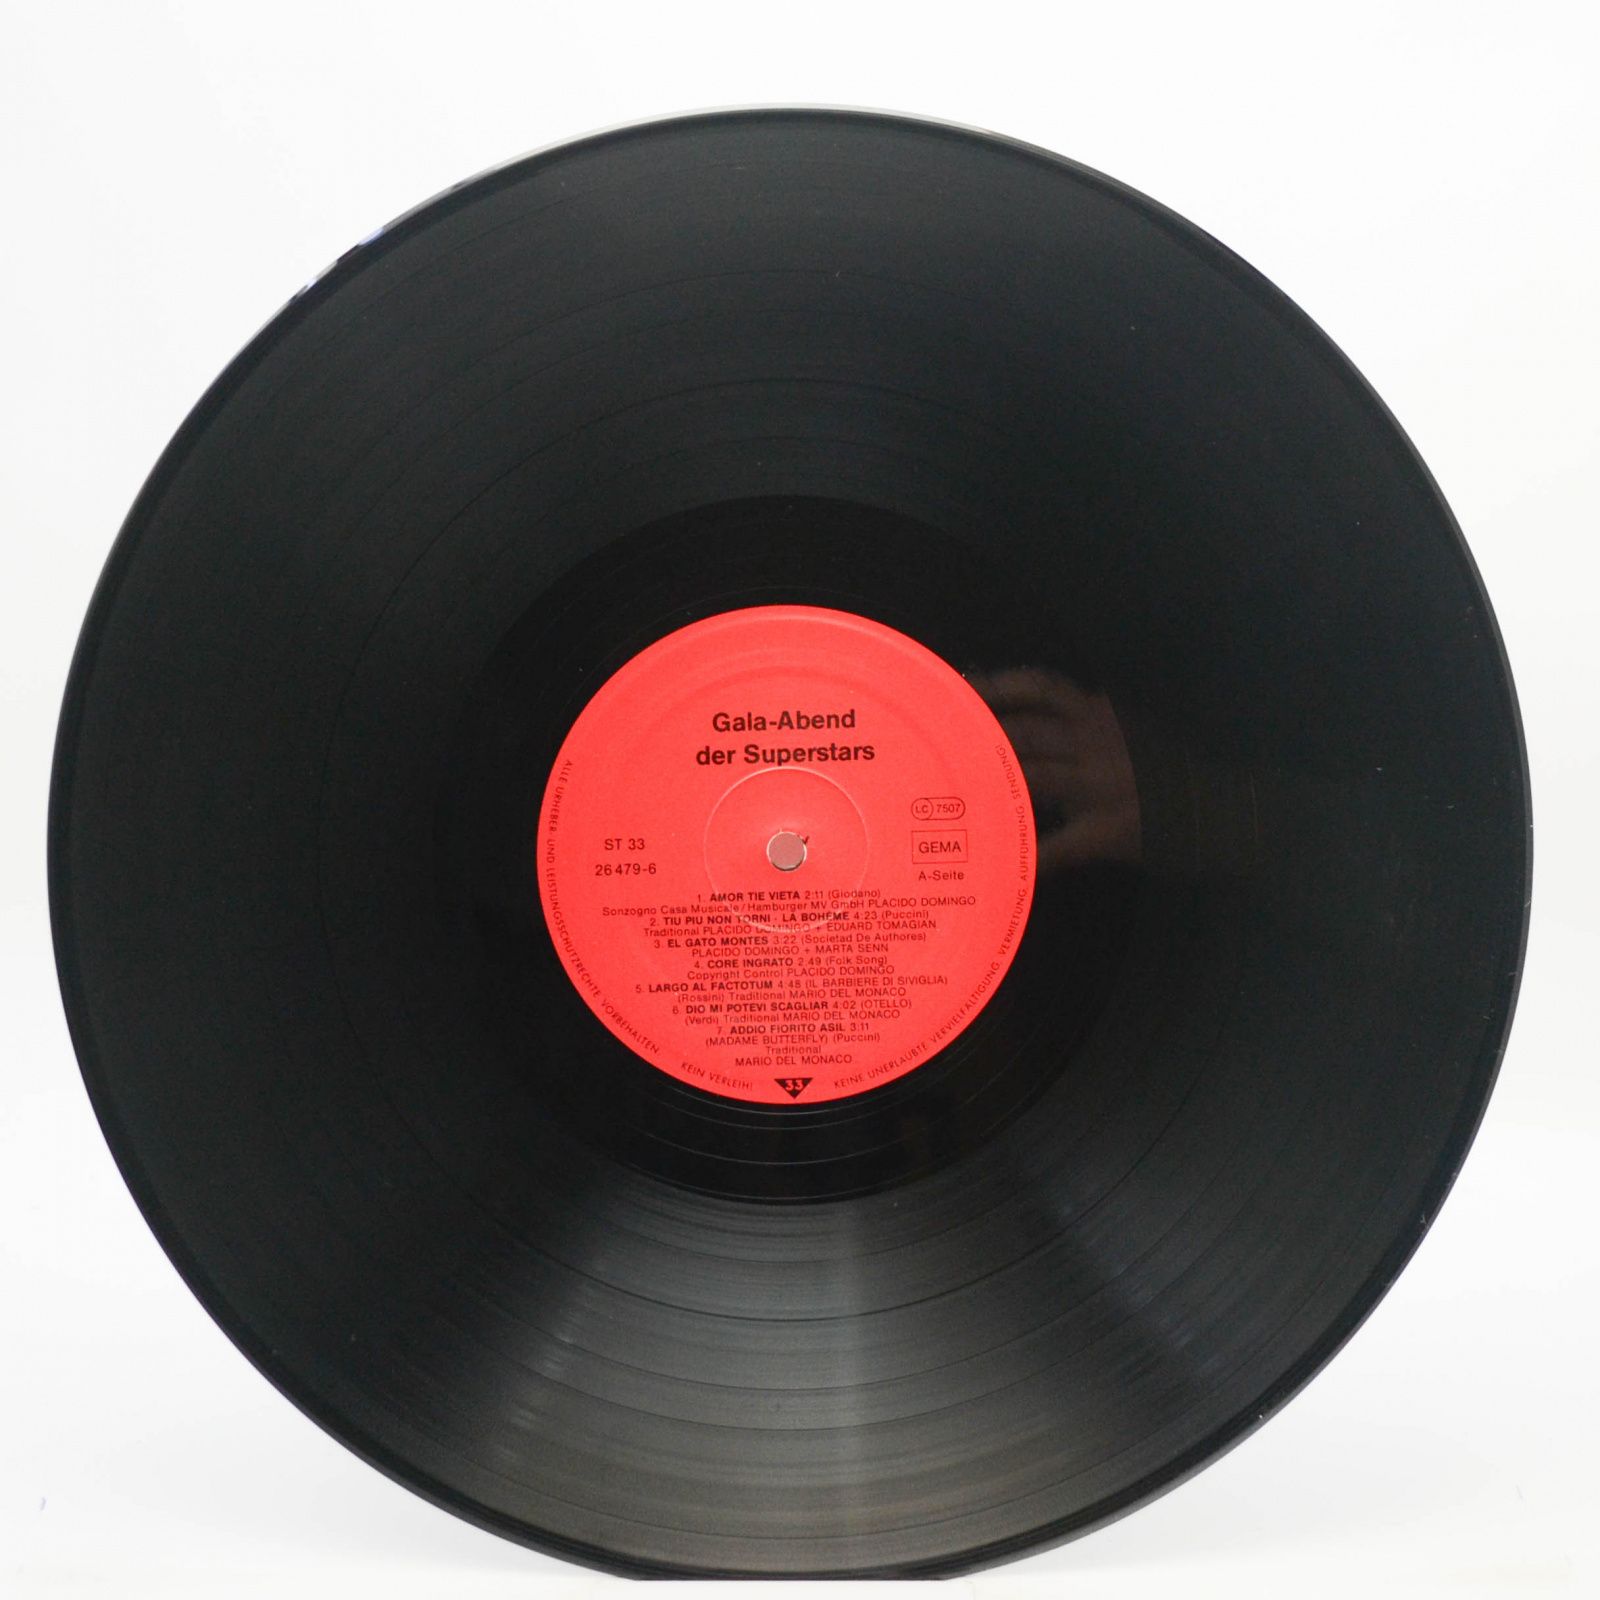 Gala-Abend
der Superstars
LC 7507
ST 33
GEMA
26 479-6
A-Seite
1. AMOR TIE VIETA 2:11 (Giodano)
Sonzogno Casa Musicale/Hamburger MV GmbH PLACIDO DOMINGO
2. TIU PIU NON TORNI · LA BOHÈME 4:23 (Puccini)
Traditional PLACIDO DOMINGO + EDUARD TOMAGIAN
3. EL GATO MONTES 3:22 (Societad De Authores)
PLACIDO DOMINGO + MARTA SENN
4. CORE INGRATO 2:49 (Folk Song)
Copyright Control PLACIDO DOMINGO
5. LARGO AL FACTOTUM 4:48 (IL BARBIERE DI SIVIGLIA)
(Rossini) Traditional MARIO DEL MONACO
6. DIO MI POTEVI SCAGLIAR 4:02 (OTELLO)
(Verdi) Traditional MARIO DEL MONACO
7. ADDIO FIORITO ASIL 3:11
(MADAME BUTTERFLY) (Puccini)
Traditional
MARIO DEL MONACO
33
ALLE URHEBER- UND LEISTUNGSSCHUTZRECHTE VORBEHALTEN. KEIN VERLEIH! KEINE UNERLAUBTE VERVIELFÄLTIGUNG, VERMIETUNG, AUFFÜHRUNG, SENDUNG!